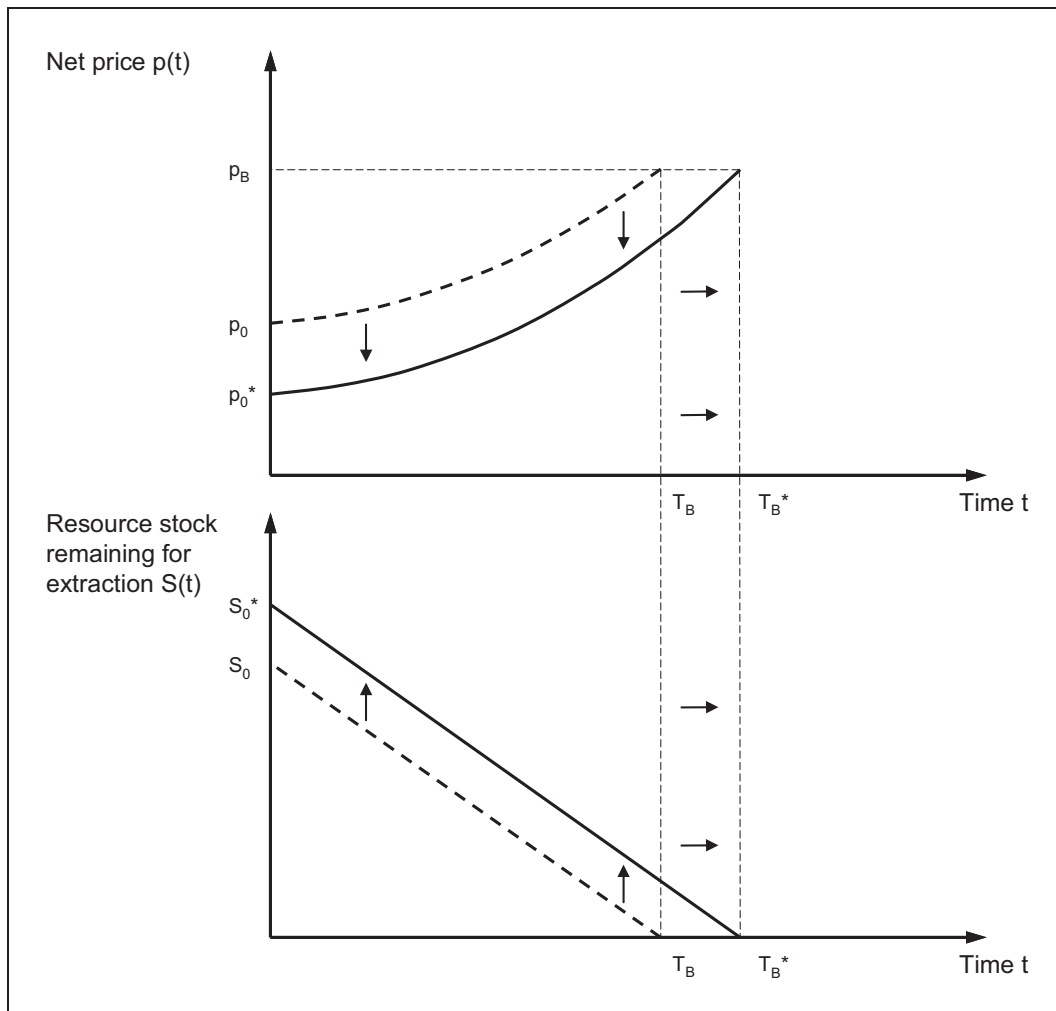 Net price p(t)
p_B
p_0
p_0*
T_B T_B* Time t
Resource stock
remaining for
extraction S(t)
S_0*
S_0
T_B T_B* Time t